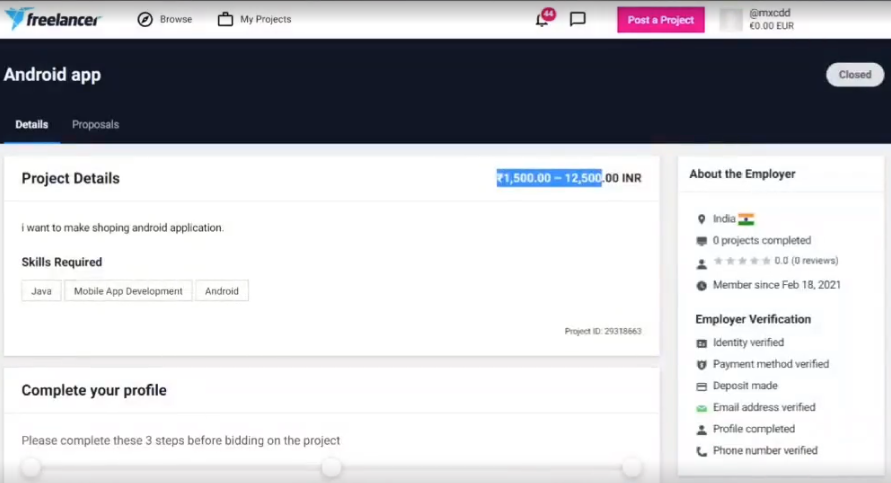 freelancer
Browse
My Projects
44
Post a Project
@mxcdd
€0.00 EUR
Android app
Closed
Details
Proposals
Project Details
₹1,500.00 – 12,500.00 INR
i want to make shoping android application.
Skills Required
Java
Mobile App Development
Android
Project ID: 29318663
Complete your profile
Please complete these 3 steps before bidding on the project
About the Employer
India
0 projects completed
0.0 (0 reviews)
Member since Feb 18, 2021
Employer Verification
Identity verified
Payment method verified
Deposit made
Email address verified
Profile completed
Phone number verified